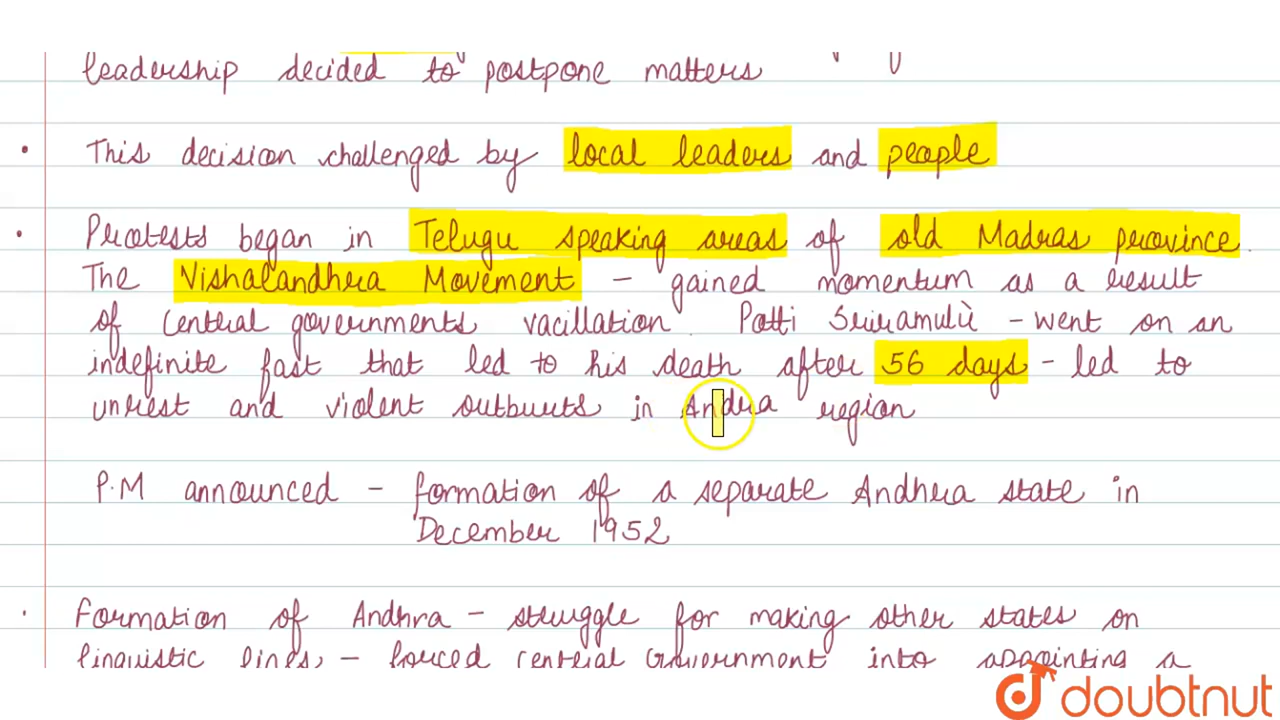 leadership decided to postpone matters
• This decision challenged by local leaders and people
• Protests began in Telugu speaking areas of old Madras province.
The Vishalandhra Movement – gained momentum as a result
of central governments vacillation. Potti Sriramulu – went on an
indefinite fast that led to his death after 56 days – led to
unrest and violent outbursts in Andra region
P.M announced – formation of a separate Andhra state in
December 1952
• Formation of Andhra – struggle for making other states on
linguistic lines – forced central Government into appointing a
doubtnut